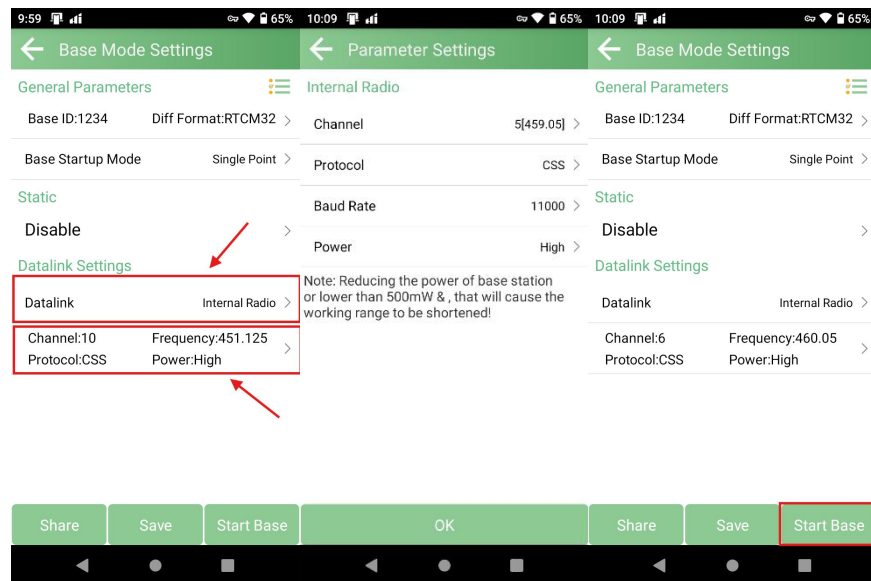 9:59 65%
Base Mode Settings
General Parameters
Base ID:1234 Diff Format:RTCM32
Base Startup Mode Single Point
Static
Disable
Datalink Settings
Datalink Internal Radio
Channel:10 Frequency:451.125
Protocol:CSS Power:High
Share Save Start Base
10:09 65%
Parameter Settings
Internal Radio
Channel 5[459.05]
Protocol CSS
Baud Rate 11000
Power High
Note: Reducing the power of base station
or lower than 500mW & , that will cause the
working range to be shortened!
OK
10:09 65%
Base Mode Settings
General Parameters
Base ID:1234 Diff Format:RTCM32
Base Startup Mode Single Point
Static
Disable
Datalink Settings
Datalink Internal Radio
Channel:6 Frequency:460.05
Protocol:CSS Power:High
Share Save Start Base